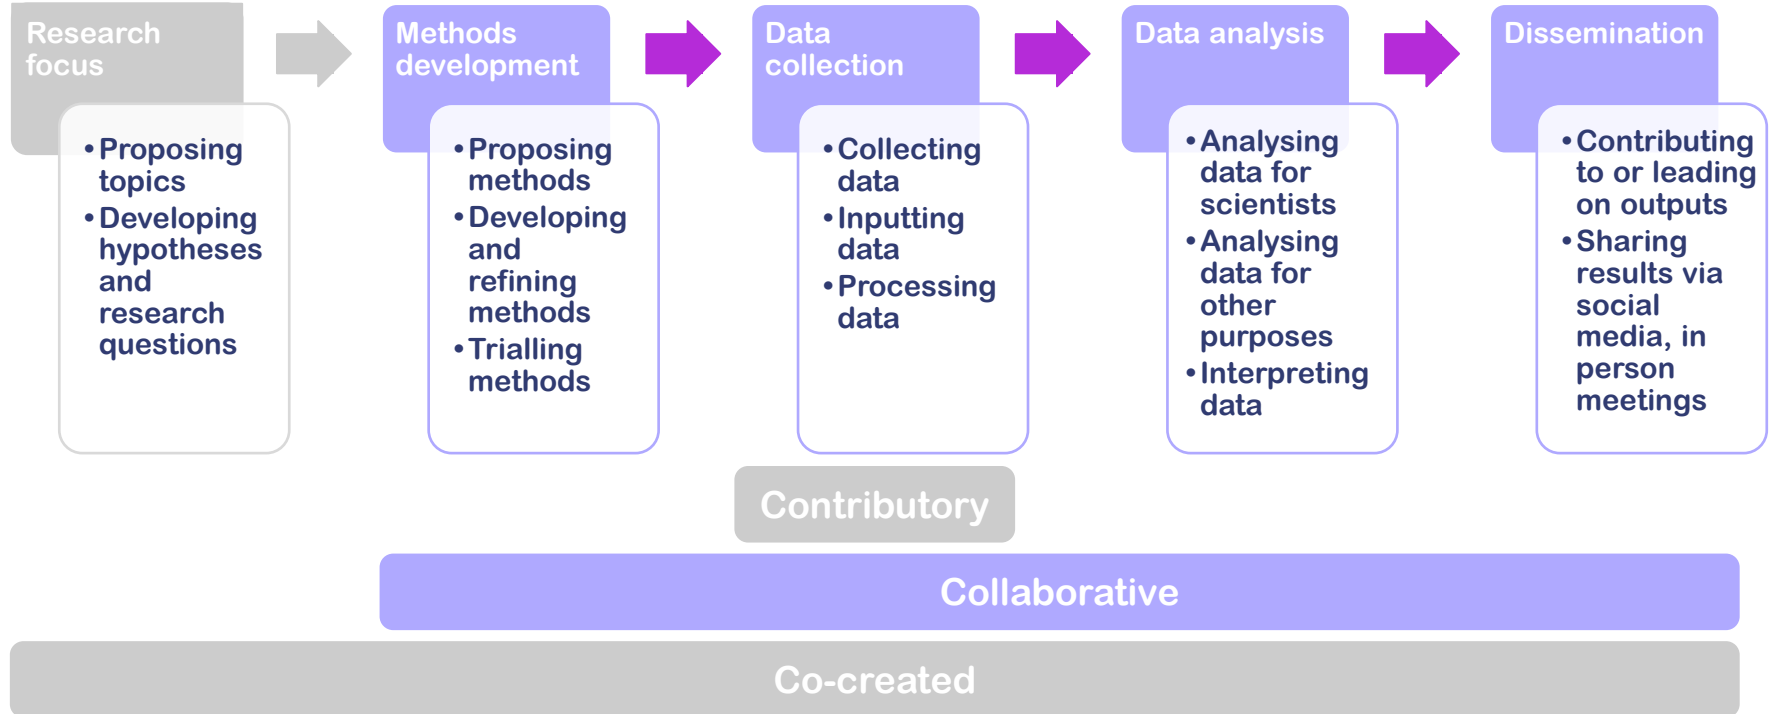 Research
focus
• Proposing
topics
• Developing
hypotheses
and
research
questions
Methods
development
• Proposing
methods
• Developing
and
refining
methods
• Trialling
methods
Data
collection
• Collecting
data
• Inputting
data
• Processing
data
Data analysis
• Analysing
data for
scientists
• Analysing
data for
other
purposes
• Interpreting
data
Dissemination
• Contributing
to or leading
on outputs
• Sharing
results via
social
media, in
person
meetings
Contributory
Collaborative
Co-created